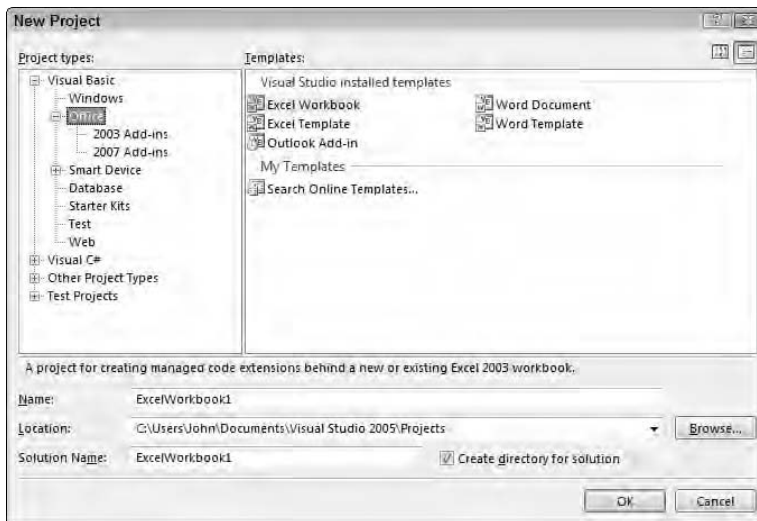 New Project
Project types:
Templates:
Visual Basic
Windows
Office
2003 Add-ins
2007 Add-ins
Smart Device
Database
Starter Kits
Test
Web
Visual C#
Other Project Types
Test Projects
Visual Studio installed templates
Excel Workbook
Word Document
Excel Template
Word Template
Outlook Add-in
My Templates
Search Online Templates...
A project for creating managed code extensions behind a new or existing Excel 2003 workbook.
Name: ExcelWorkbook1
Location: C:\Users\John\Documents\Visual Studio 2005\Projects Browse...
Solution Name: ExcelWorkbook1 Create directory for solution
OK Cancel